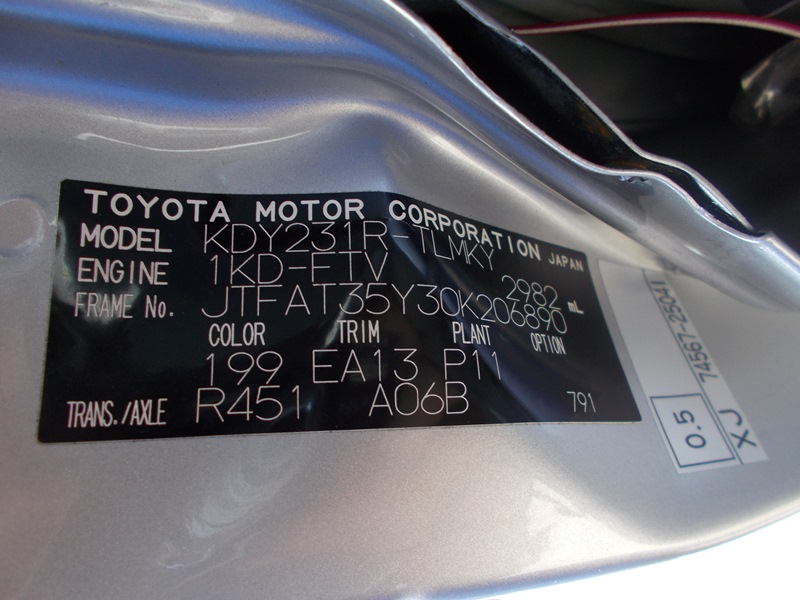 TOYOTA MOTOR CORPORATION JAPAN
MODEL KDY231R-TLMKY
ENGINE 1KD-FTV 2982 mL
FRAME No. JTFAT35Y30K206890
COLOR TRIM PLANT OPTION
199 EA13 P11
TRANS./AXLE R451 A06B 791
74567-25041
0.5 XJ